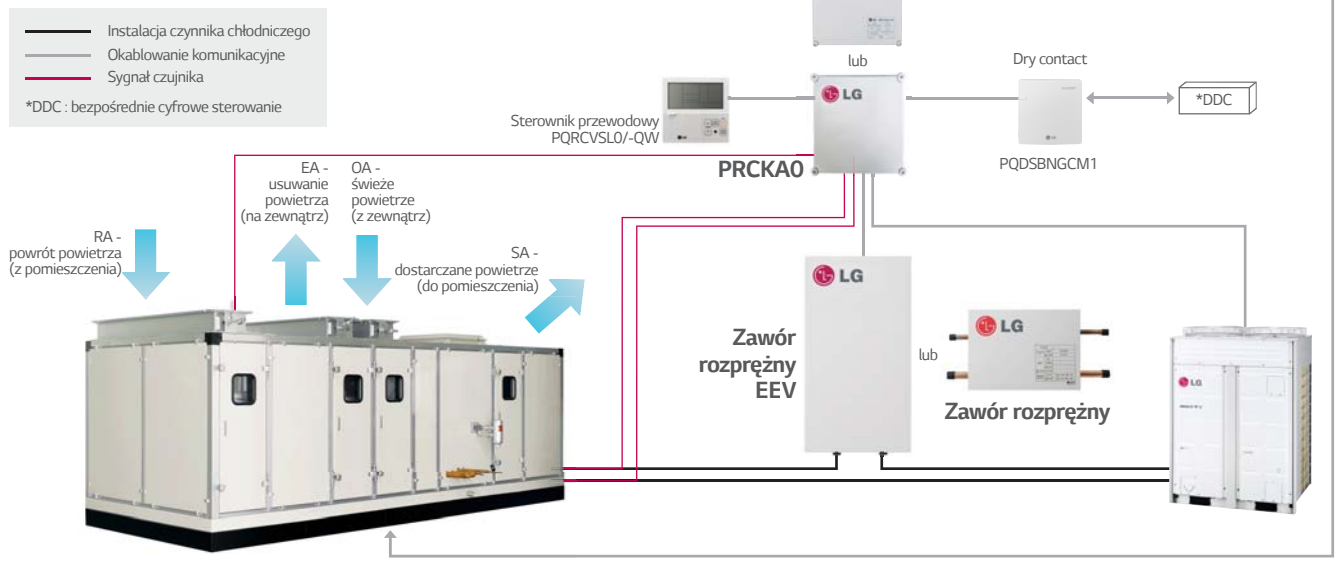 Instalacja czynnika chłodniczego
Okablowanie komunikacyjne
Sygnał czujnika
*DDC : bezpośrednie cyfrowe sterowanie
lub
LG
PRCKA0
Sterownik przewodowy
PQRCVSL0/-QW
Dry contact
PQDSBNGCM1
*DDC
RA -
powrót powietrza
(z pomieszczenia)
EA -
usuwanie
powietrza
(na zewnątrz)
OA -
świeże
powietrze
(z zewnątrz)
SA -
dostarczane powietrze
(do pomieszczenia)
LG
Zawór
rozprężny
EEV
lub
LG
Zawór rozprężny
LG